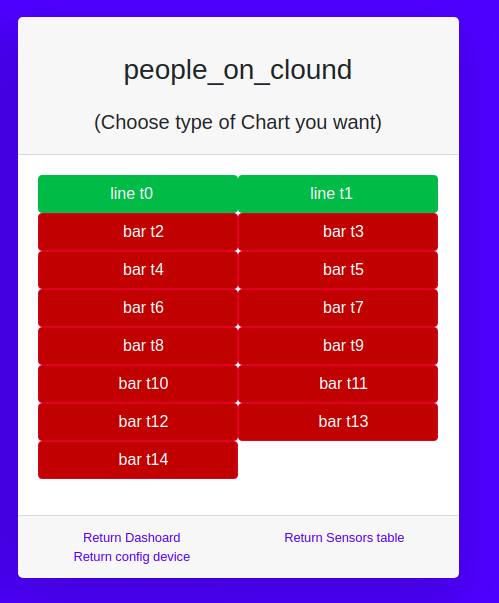 people_on_clound
(Choose type of Chart you want)
line t0 line t1
bar t2 bar t3
bar t4 bar t5
bar t6 bar t7
bar t8 bar t9
bar t10 bar t11
bar t12 bar t13
bar t14
Return Dashoard Return Sensors table
Return config device